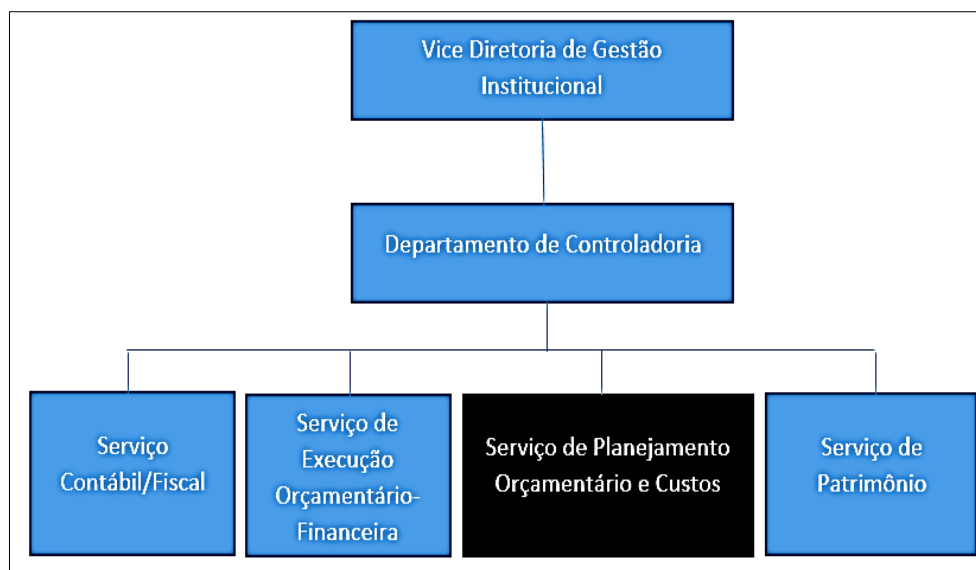 Vice Diretoria de Gestão
Institucional
Departamento de Controladoria
Serviço
Contábil/Fiscal
Serviço de
Execução
Orçamentário-
Financeira
Serviço de Planejamento
Orçamentário e Custos
Serviço de
Patrimônio